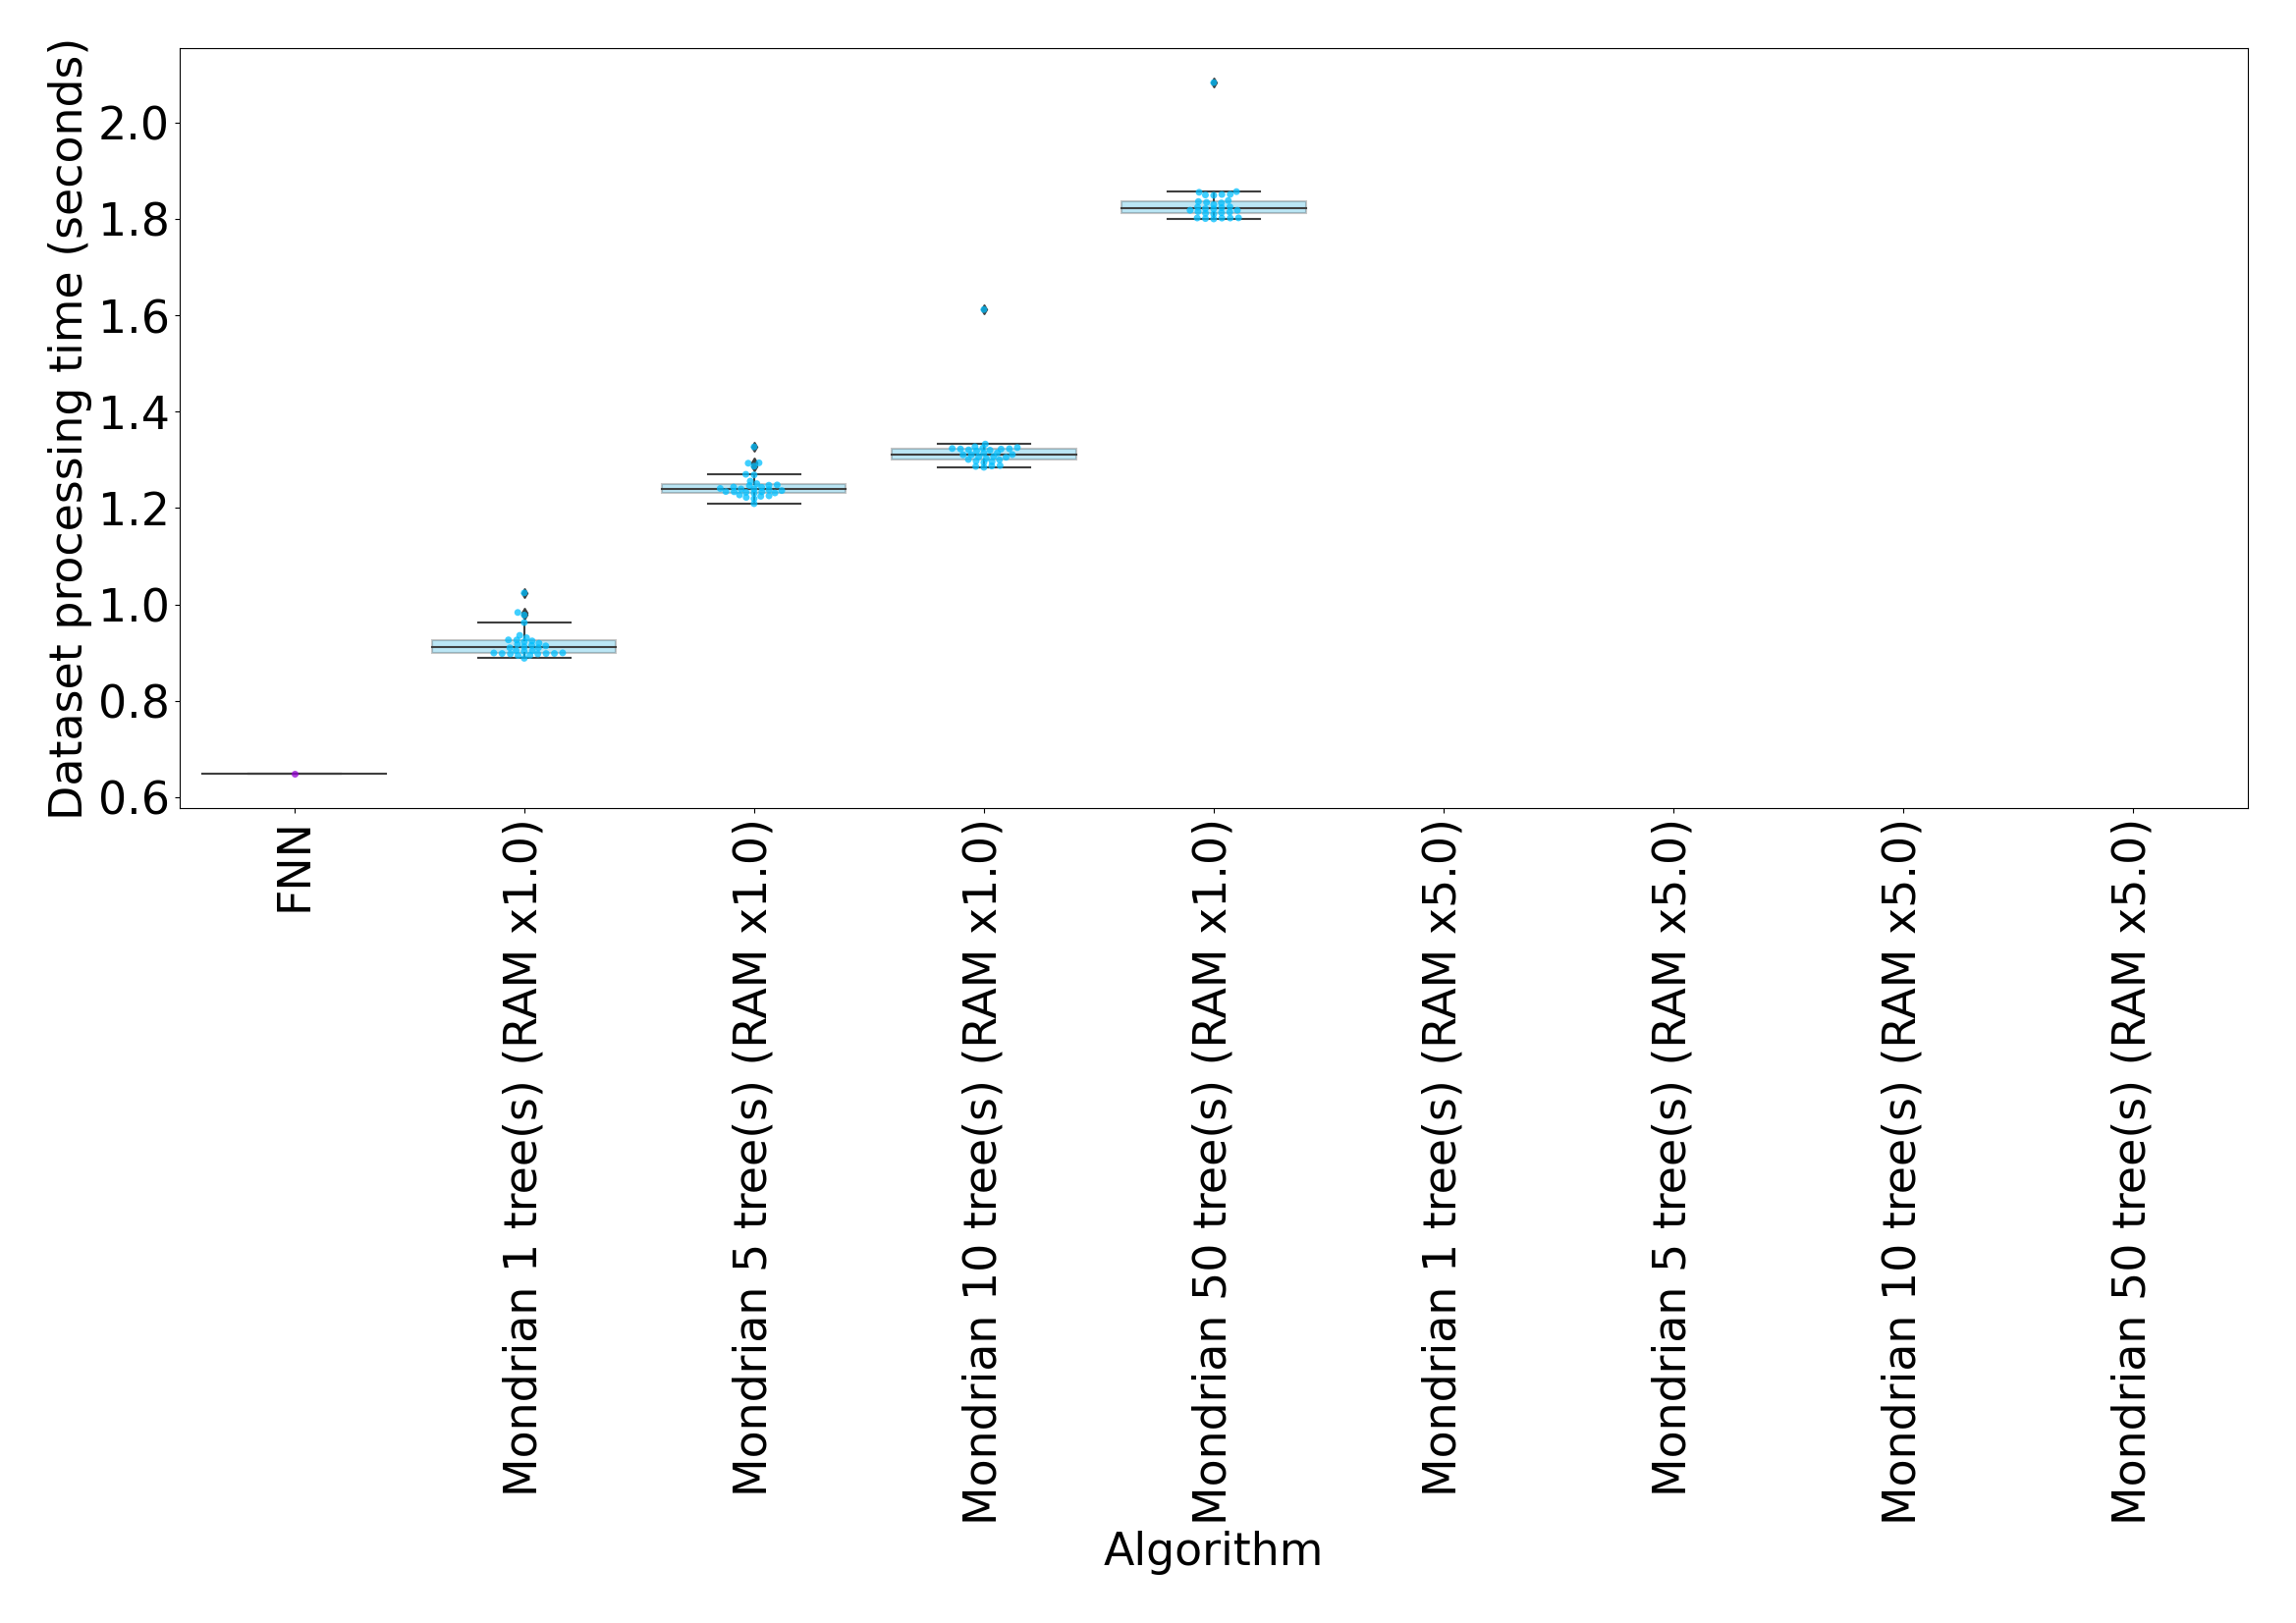 Dataset processing time (seconds)
2.0
1.8
1.6
1.4
1.2
1.0
0.8
0.6
FNN
Mondrian 1 tree(s) (RAM x1.0)
Mondrian 5 tree(s) (RAM x1.0)
Mondrian 10 tree(s) (RAM x1.0)
Mondrian 50 tree(s) (RAM x1.0)
Mondrian 1 tree(s) (RAM x5.0)
Mondrian 5 tree(s) (RAM x5.0)
Mondrian 10 tree(s) (RAM x5.0)
Mondrian 50 tree(s) (RAM x5.0)
Algorithm